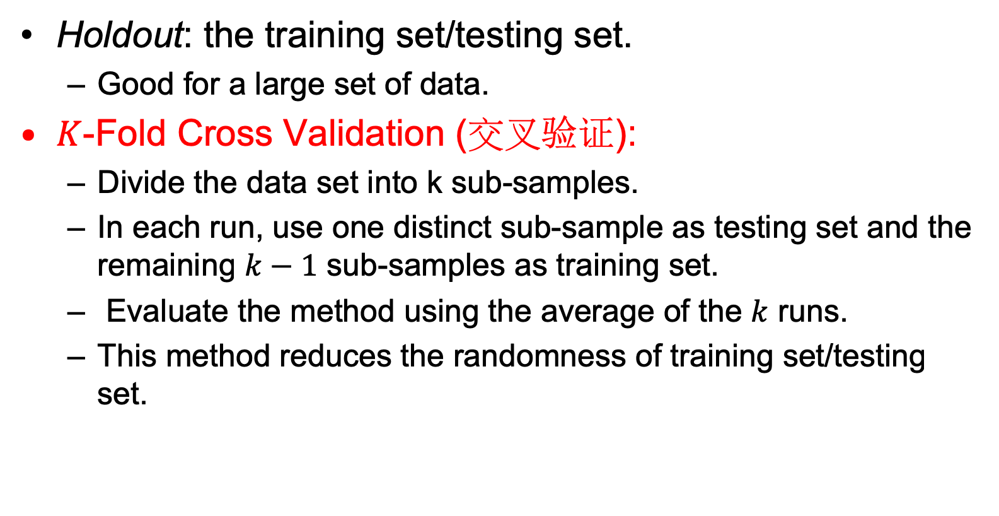 • Holdout: the training set/testing set.
– Good for a large set of data.
• K-Fold Cross Validation (交叉验证):
– Divide the data set into k sub-samples.
– In each run, use one distinct sub-sample as testing set and the
remaining k − 1 sub-samples as training set.
– Evaluate the method using the average of the k runs.
– This method reduces the randomness of training set/testing
set.